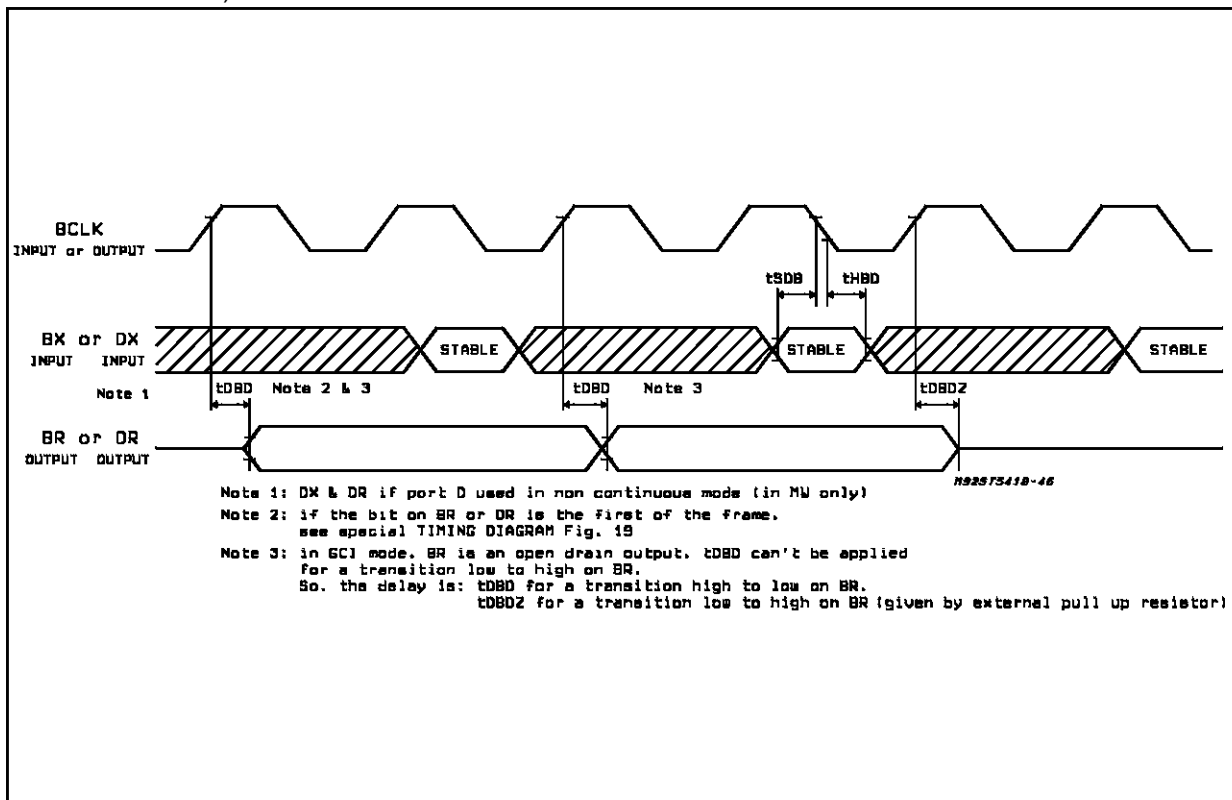 BCLK
INPUT or OUTPUT
tSDB
tHBD
BX or DX
INPUT INPUT
STABLE
STABLE
STABLE
Note 1
tDBD
Note 2 & 3
tDBD
Note 3
tDBDZ
BR or DR
OUTPUT OUTPUT
M92ST5410-46
Note 1: DX & DR if port D used in non continuous mode (in MW only)
Note 2: if the bit on BR or DR is the first of the frame.
see special TIMING DIAGRAM Fig. 19
Note 3: in GCI mode. BR is an open drain output. tDBD can't be applied
for a transition low to high on BR.
So. the delay is: tDBD for a transition high to low on BR.
tDBDZ for a transition low to high on BR (given by external pull up resistor)